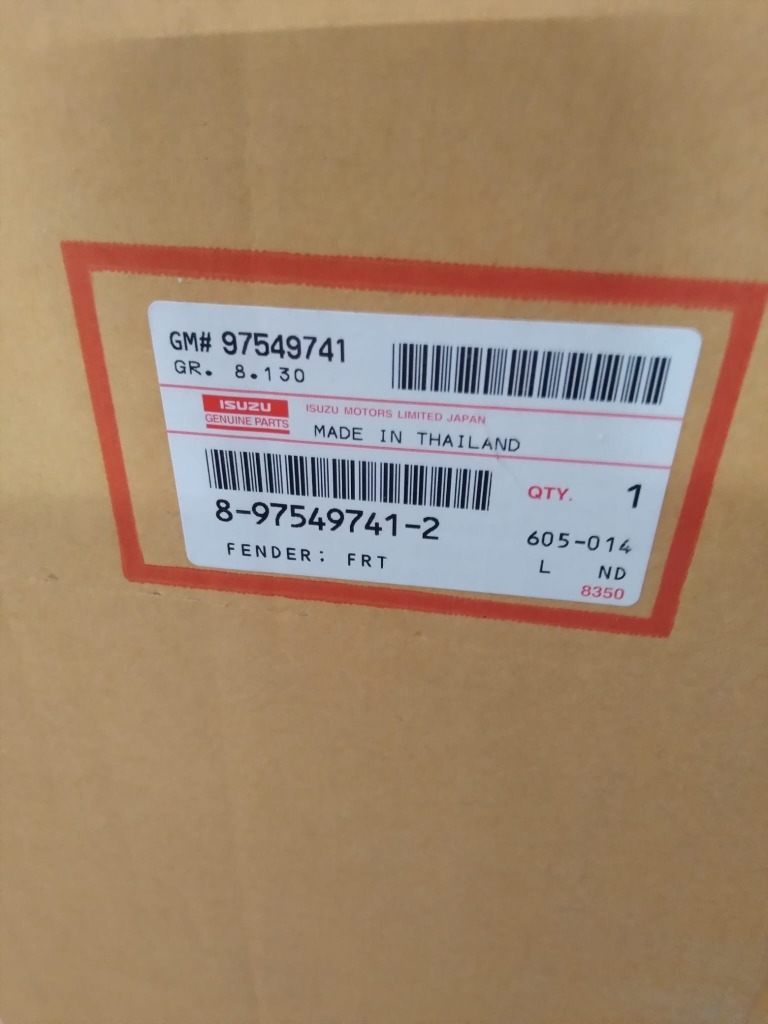 GM# 97549741
GR. 8.130
ISUZU
GENUINE PARTS
ISUZU MOTORS LIMITED JAPAN
MADE IN THAILAND
QTY. 1
8-97549741-2
605-014
FENDER: FRT
L ND
8350